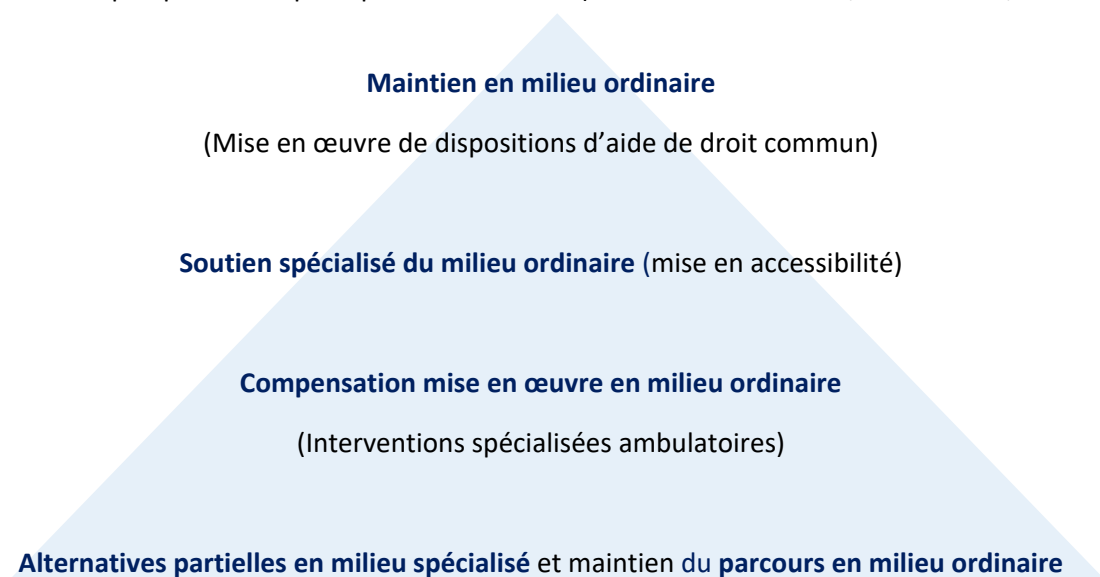 Maintien en milieu ordinaire
(Mise en œuvre de dispositions d’aide de droit commun)
Soutien spécialisé du milieu ordinaire (mise en accessibilité)
Compensation mise en œuvre en milieu ordinaire
(Interventions spécialisées ambulatoires)
Alternatives partielles en milieu spécialisé et maintien du parcours en milieu ordinaire